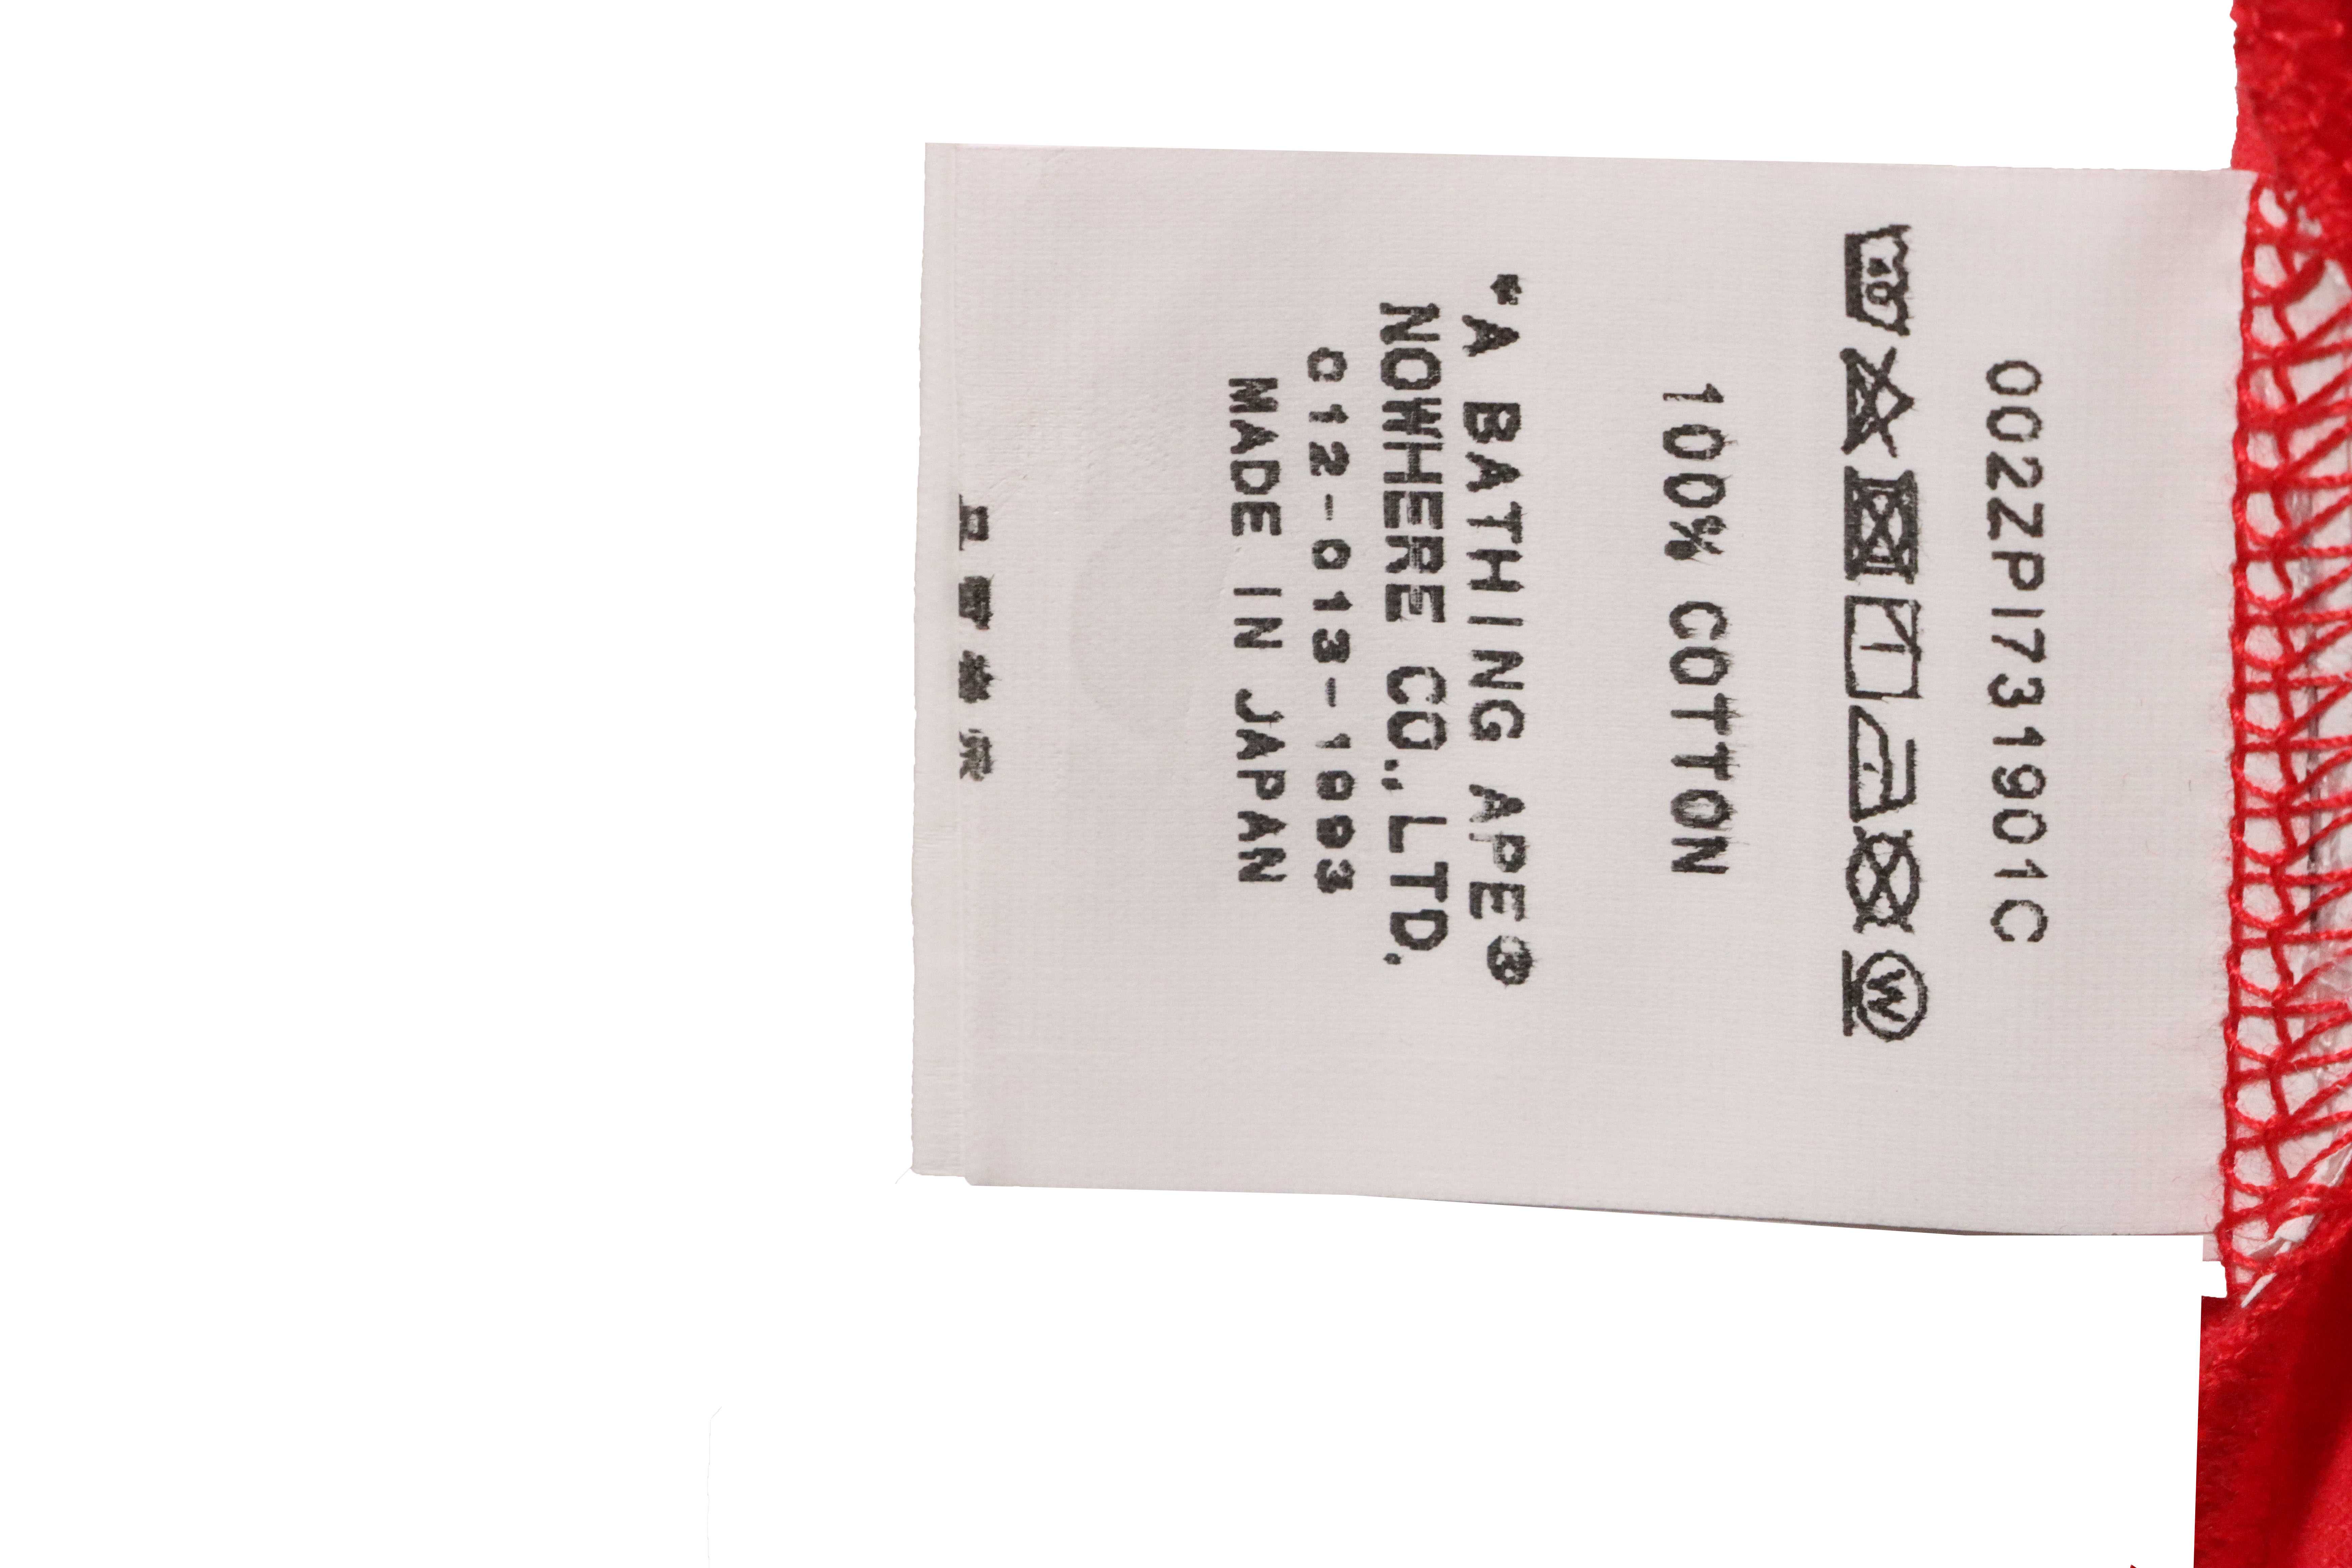 002ZPI731901C
W
100% COTTON
"A BATHING APE®
NOWHERE CO., LTD.
012-013-1993
MADE IN JAPAN